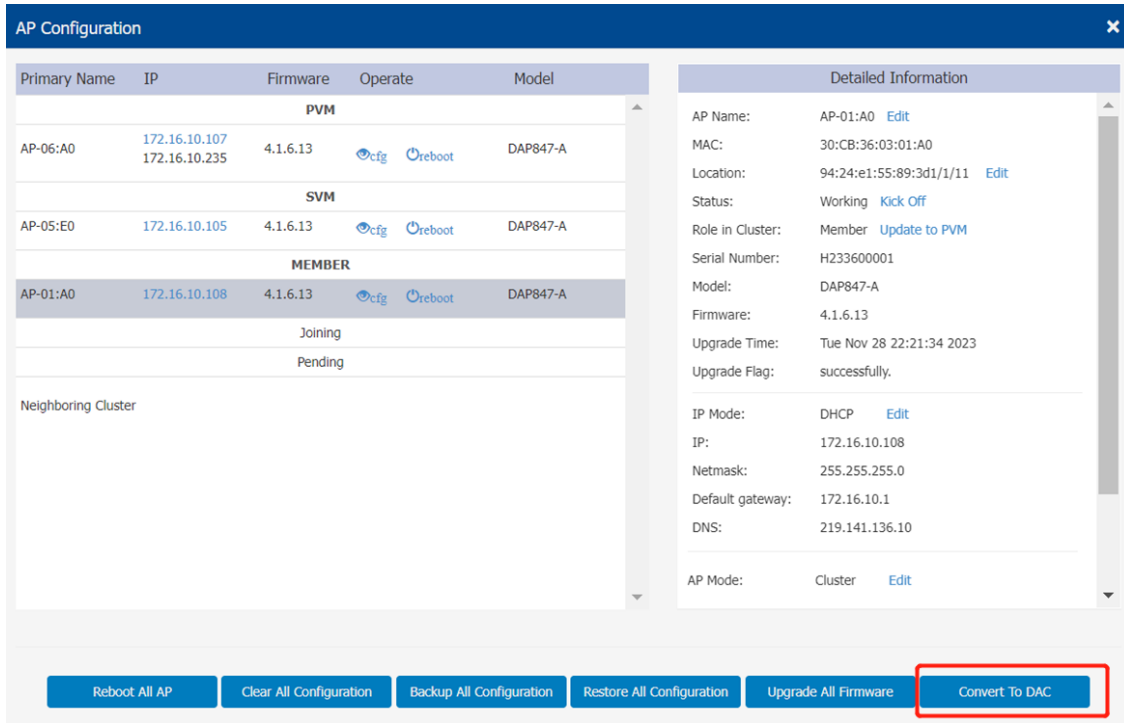 AP Configuration
Primary Name IP Firmware Operate Model
PVM
AP-06:A0 172.16.10.107 172.16.10.235 4.1.6.13 cfg reboot DAP847-A
SVM
AP-05:E0 172.16.10.105 4.1.6.13 cfg reboot DAP847-A
MEMBER
AP-01:A0 172.16.10.108 4.1.6.13 cfg reboot DAP847-A
Joining
Pending
Neighboring Cluster
Detailed Information
AP Name: AP-01:A0 Edit
MAC: 30:CB:36:03:01:A0
Location: 94:24:e1:55:89:3d1/1/11 Edit
Status: Working Kick Off
Role in Cluster: Member Update to PVM
Serial Number: H233600001
Model: DAP847-A
Firmware: 4.1.6.13
Upgrade Time: Tue Nov 28 22:21:34 2023
Upgrade Flag: successfully.
IP Mode: DHCP Edit
IP: 172.16.10.108
Netmask: 255.255.255.0
Default gateway: 172.16.10.1
DNS: 219.141.136.10
AP Mode: Cluster Edit
Reboot All AP Clear All Configuration Backup All Configuration Restore All Configuration Upgrade All Firmware Convert To DAC